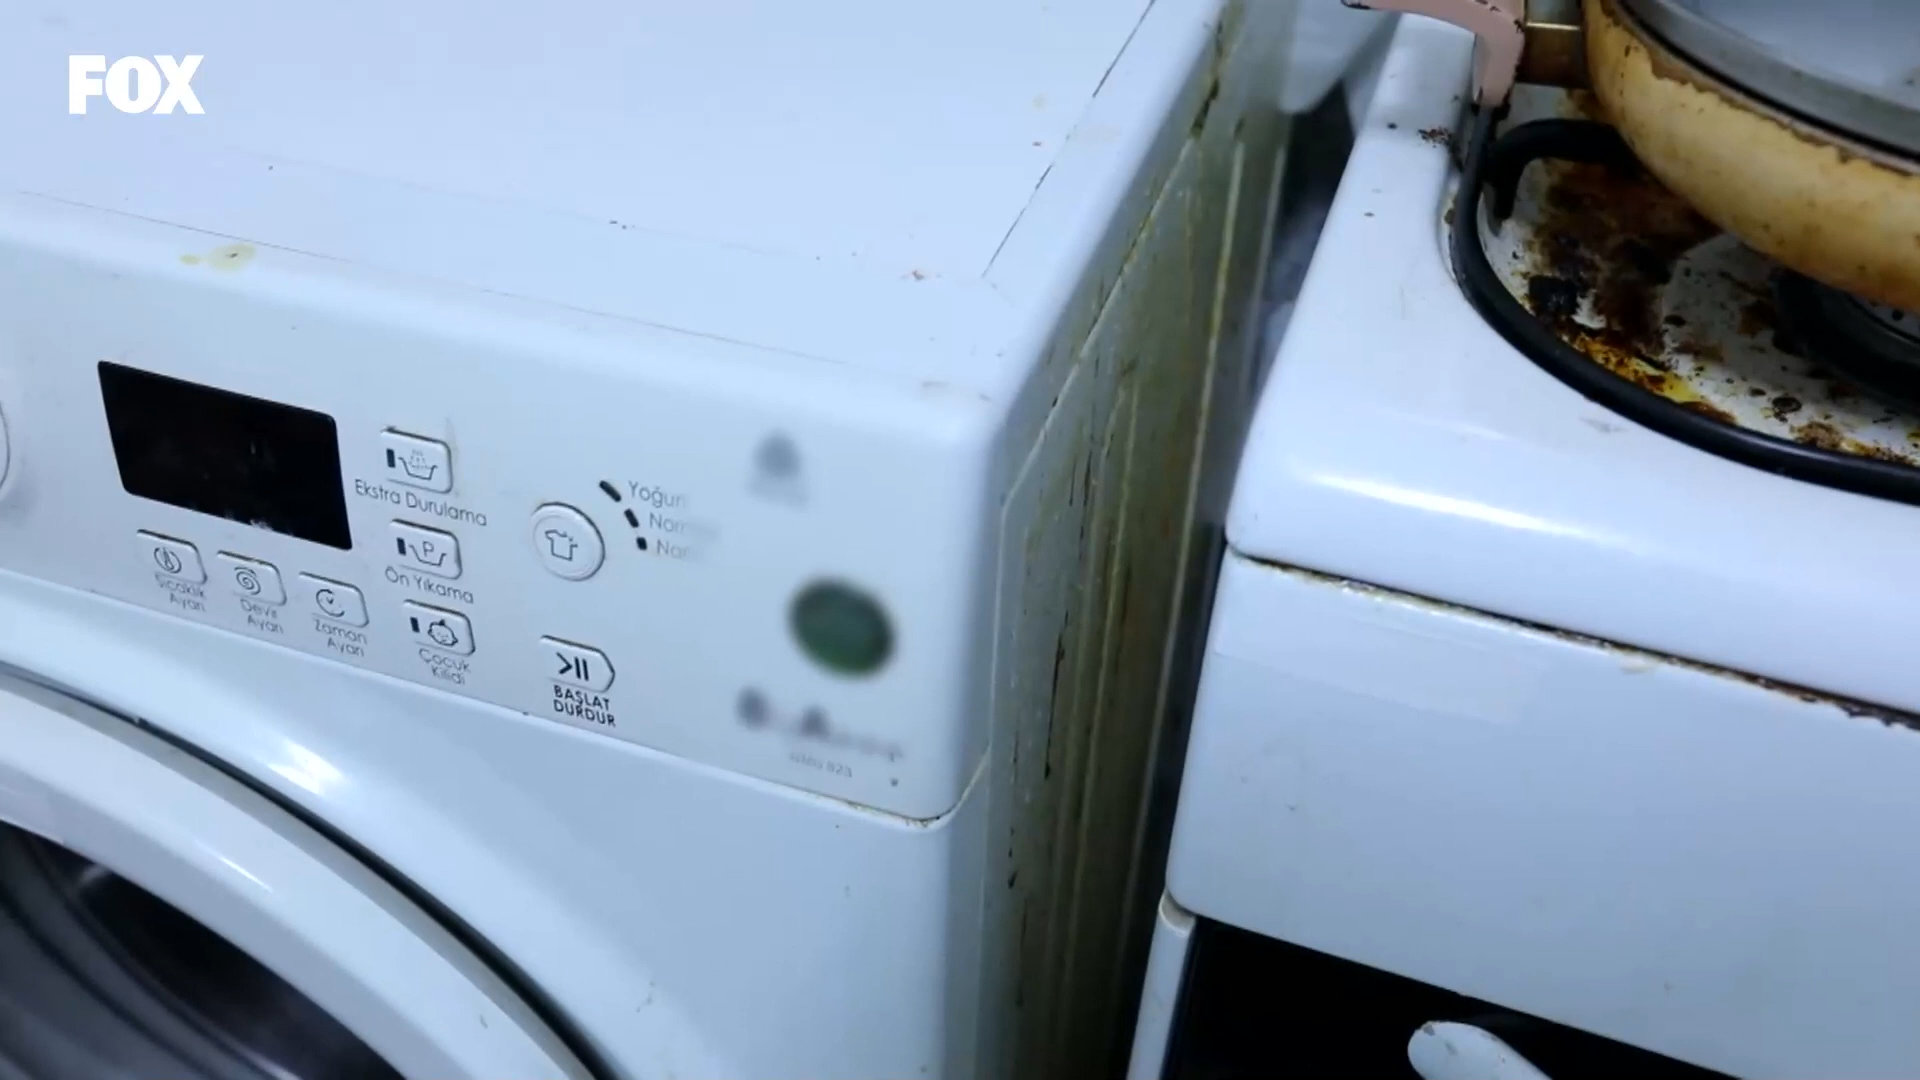 FOX
Ekstra Durulama
Yoğun
Ön Yıkama
Sıcaklık
Ayarı
Devir
Ayarı
Zaman
Ayarı
Çocuk
Kilidi
BAŞLAT
DURDUR